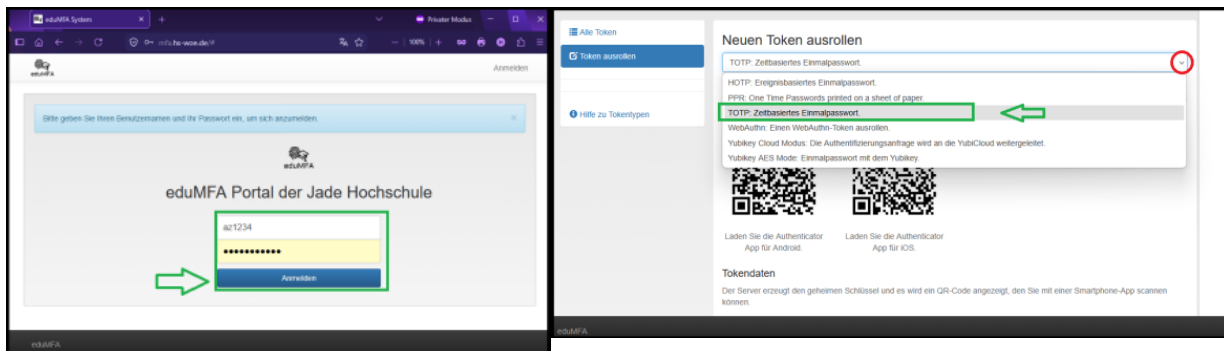 eduMFA System
Privater Modus
mfa.hs-woe.de/#
100%
eduMFA
Anmelden
Bitte geben Sie Ihren Benutzernamen und Ihr Passwort ein, um sich anzumelden.
eduMFA
eduMFA Portal der Jade Hochschule
az1234
Anmelden
eduMFA
Alle Token
Token ausrollen
Hilfe zu Tokentypen
Neuen Token ausrollen
TOTP: Zeitbasiertes Einmalpasswort.
HOTP: Ereignisbasiertes Einmalpasswort.
PPR: One Time Passwords printed on a sheet of paper.
TOTP: Zeitbasiertes Einmalpasswort.
WebAuthn: Einen WebAuthn-Token ausrollen.
Yubikey Cloud Modus: Die Authentifizierungsanfrage wird an die YubiCloud weitergeleitet.
Yubikey AES Mode: Einmalpasswort mit dem Yubikey.
Laden Sie die Authenticator
App für Android.
Laden Sie die Authenticator
App für iOS.
Tokendaten
Der Server erzeugt den geheimen Schlüssel und es wird ein QR-Code angezeigt, den Sie mit einer Smartphone-App scannen
können.
eduMFA